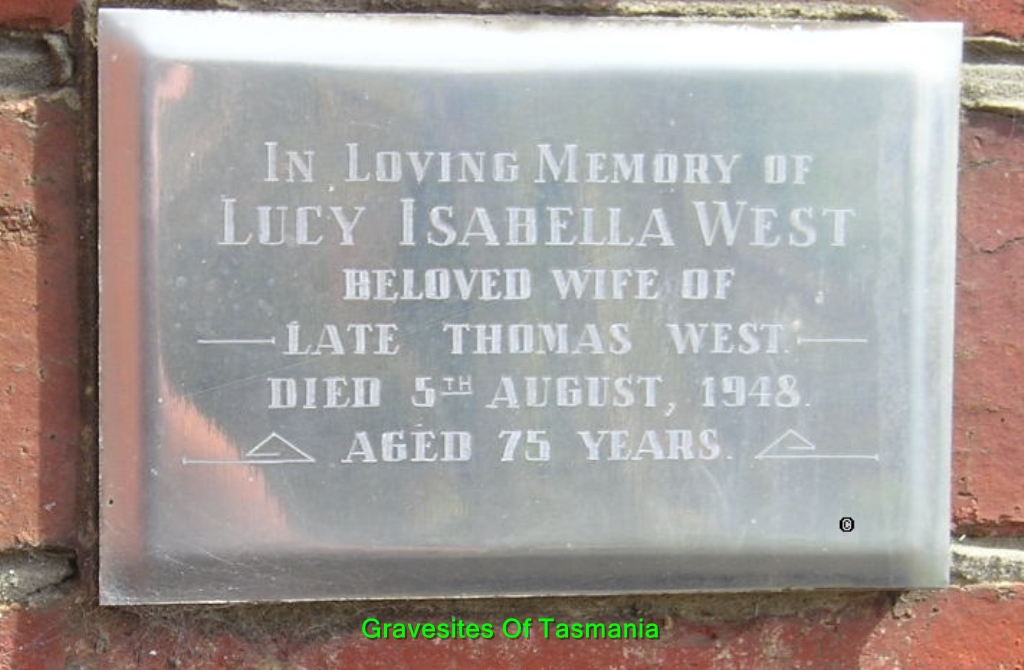 IN LOVING MEMORY OF
LUCY ISABELLA WEST
BELOVED WIFE OF
LATE THOMAS WEST.
DIED 5TH AUGUST, 1948.
AGED 75 YEARS.
©
Gravesites Of Tasmania